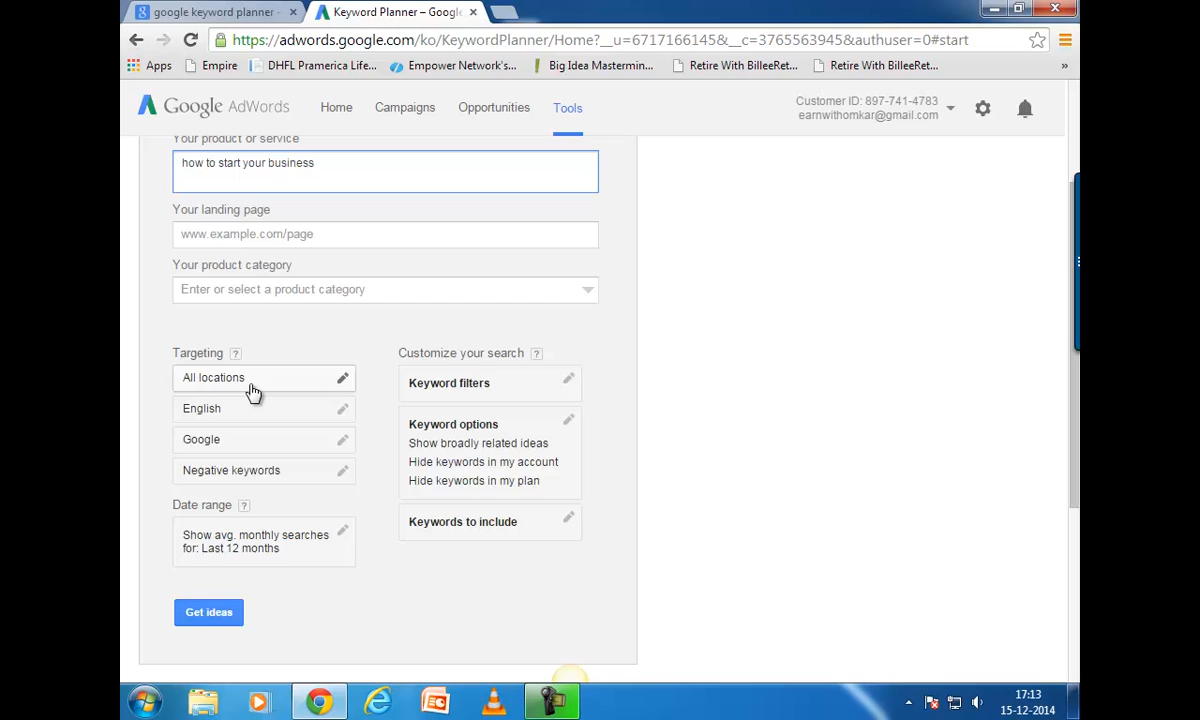 google keyword planner -
Keyword Planner – Googl
https://adwords.google.com/ko/KeywordPlanner/Home?__u=6717166145&__c=3765563945&authuser=0#start
Apps
Empire
DHFL Pramerica Life...
Empower Network's...
Big Idea Mastermin...
Retire With BilleeRet...
Retire With BilleeRet...
»
Google AdWords
Home
Campaigns
Opportunities
Tools
Customer ID: 897-741-4783
earnwithomkar@gmail.com
Your product or service
how to start your business
Your landing page
www.example.com/page
Your product category
Enter or select a product category
Targeting ?
All locations
English
Google
Negative keywords
Date range ?
Show avg. monthly searches
for: Last 12 months
Customize your search ?
Keyword filters
Keyword options
Show broadly related ideas
Hide keywords in my account
Hide keywords in my plan
Keywords to include
Get ideas
17:13
15-12-2014